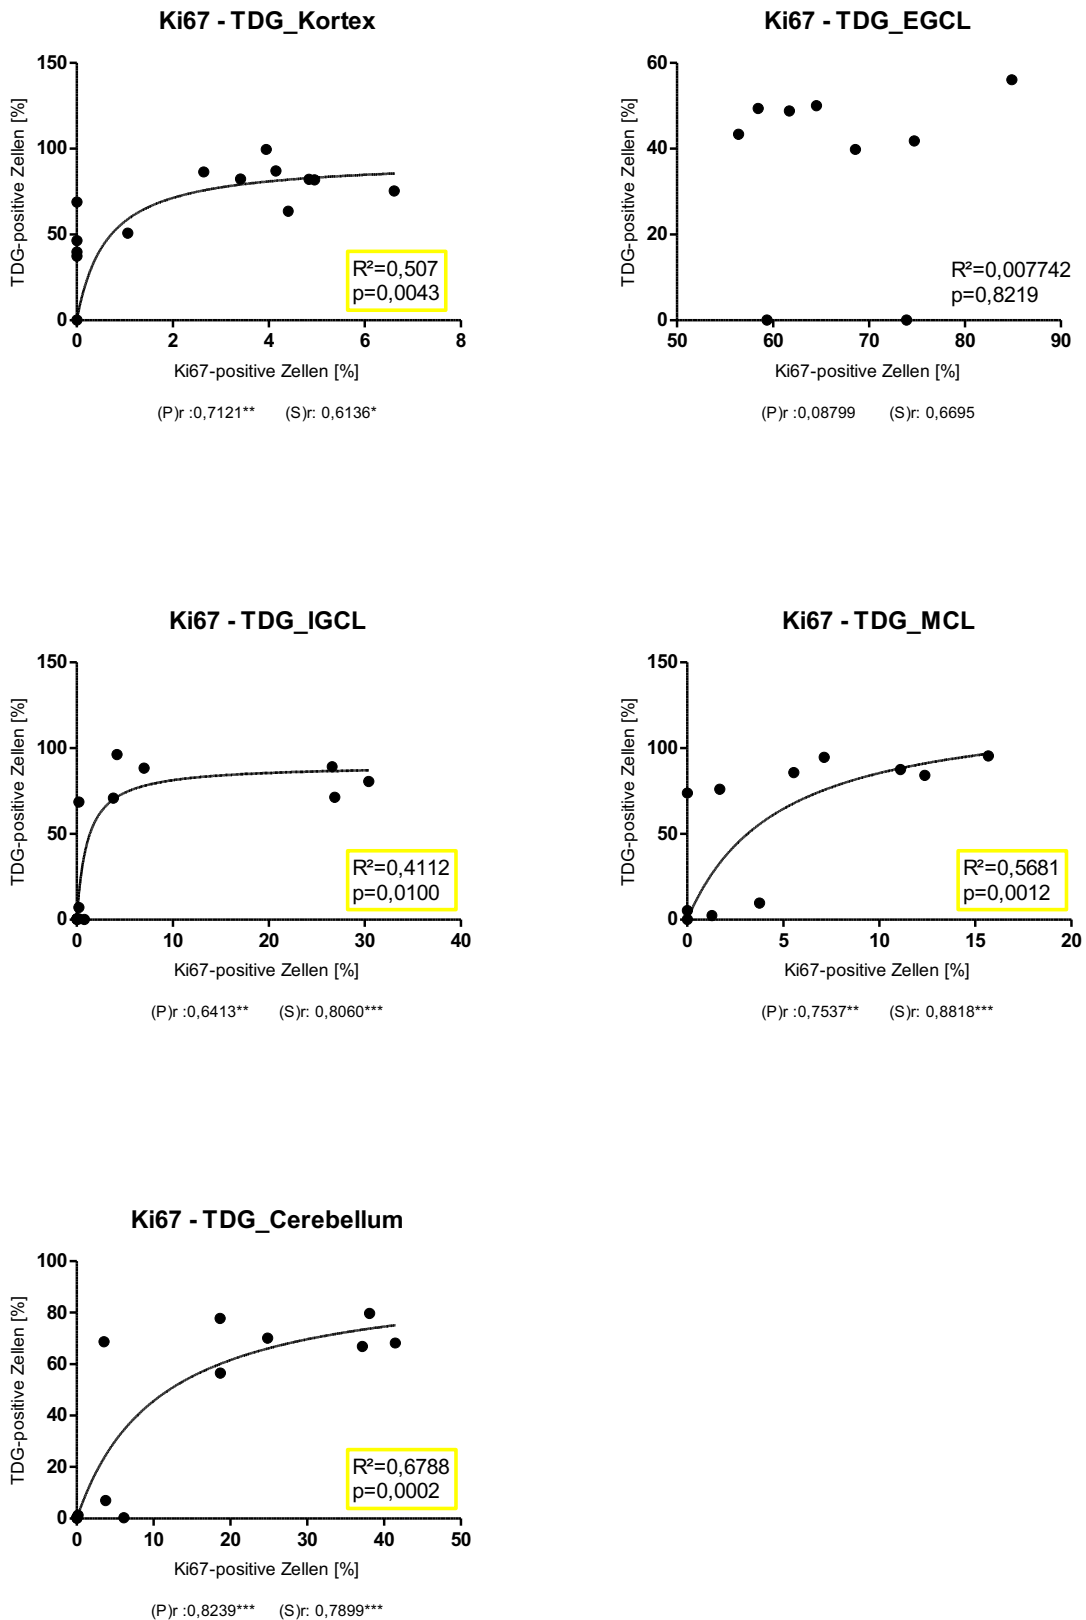 Ki67 - TDG_Kortex
150
100
50
0
TDG-positive Zellen [%]
R²=0,507
p=0,0043
0 2 4 6 8
Ki67-positive Zellen [%]
(P)r :0,7121** (S)r: 0,6136*
Ki67 - TDG_EGCL
60
40
20
0
TDG-positive Zellen [%]
R²=0,007742
p=0,8219
50 60 70 80 90
Ki67-positive Zellen [%]
(P)r :0,08799 (S)r: 0,6695
Ki67 - TDG_IGCL
150
100
50
0
TDG-positive Zellen [%]
R²=0,4112
p=0,0100
0 10 20 30 40
Ki67-positive Zellen [%]
(P)r :0,6413** (S)r: 0,8060***
Ki67 - TDG_MCL
150
100
50
0
TDG-positive Zellen [%]
R²=0,5681
p=0,0012
0 5 10 15 20
Ki67-positive Zellen [%]
(P)r :0,7537** (S)r: 0,8818***
Ki67 - TDG_Cerebellum
100
80
60
40
20
0
TDG-positive Zellen [%]
R²=0,6788
p=0,0002
0 10 20 30 40 50
Ki67-positive Zellen [%]
(P)r :0,8239*** (S)r: 0,7899***